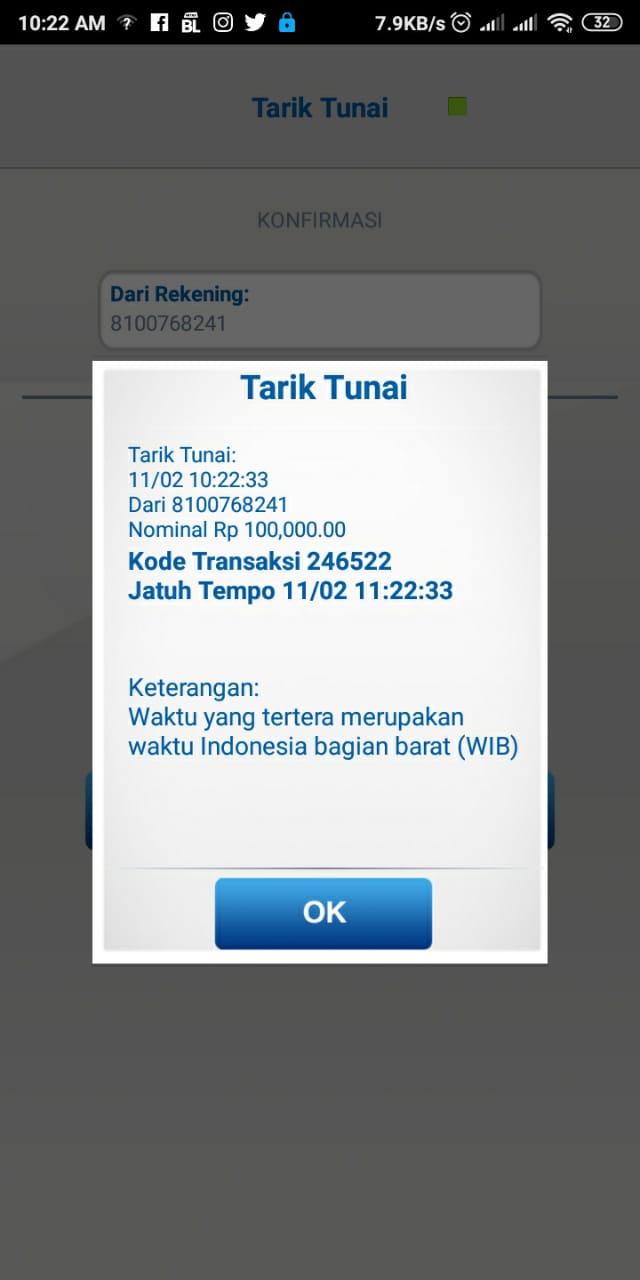 10:22 AM ? BL 7.9KB/s 32
Tarik Tunai
KONFIRMASI
Dari Rekening:
8100768241
Tarik Tunai
Tarik Tunai:
11/02 10:22:33
Dari 8100768241
Nominal Rp 100,000.00
Kode Transaksi 246522
Jatuh Tempo 11/02 11:22:33
Keterangan:
Waktu yang tertera merupakan
waktu Indonesia bagian barat (WIB)
OK